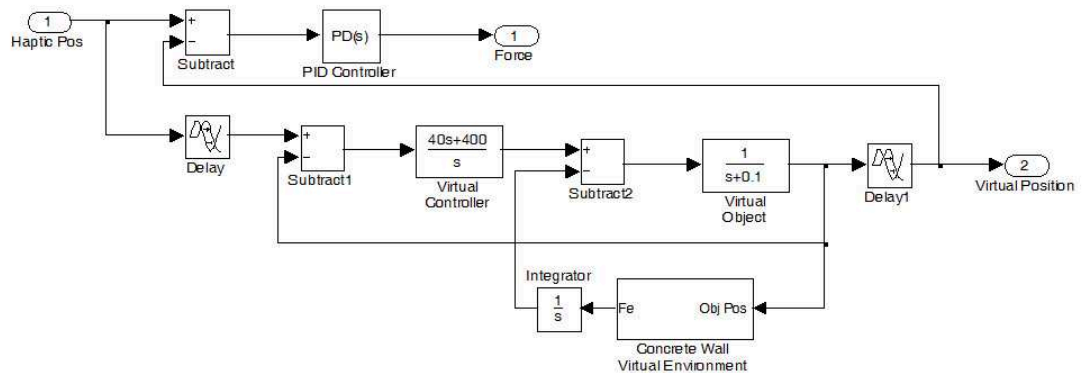 1
Haptic Pos
+
−
Subtract
PD(s)
PID Controller
1
Force
Delay
+
−
Subtract1
40s+400
s
Virtual
Controller
+
−
Subtract2
1
s+0.1
Virtual
Object
Delay1
2
Virtual Position
Integrator
1
s
Fe
Obj Pos
Concrete Wall
Virtual Environment